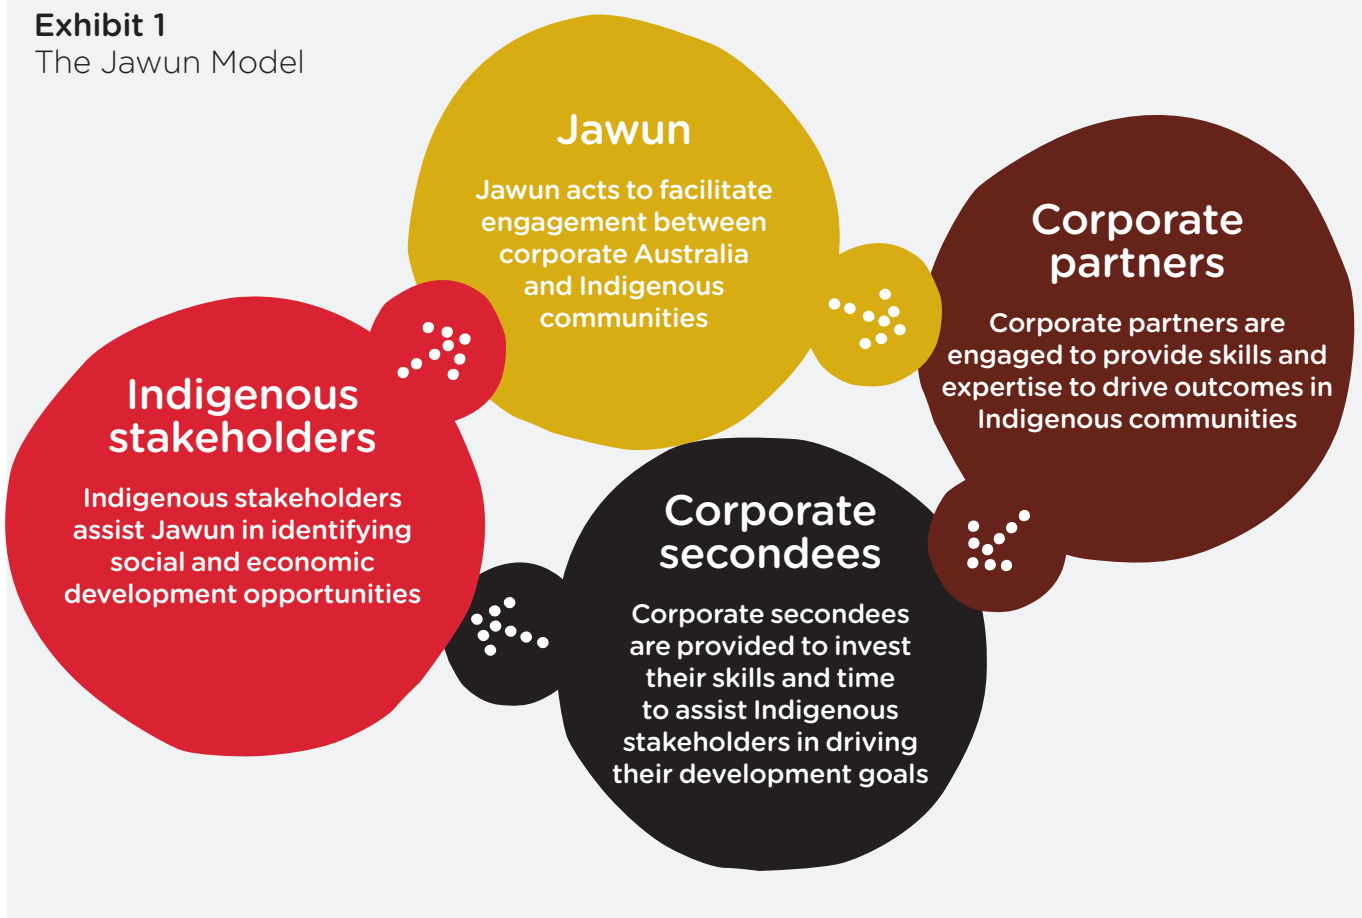 Exhibit 1
The Jawun Model
Jawun
Jawun acts to facilitate
engagement between
corporate Australia
and Indigenous
communities
Corporate
partners
Corporate partners are
engaged to provide skills and
expertise to drive outcomes in
Indigenous communities
Indigenous
stakeholders
Indigenous stakeholders
assist Jawun in identifying
social and economic
development opportunities
Corporate
secondees
Corporate secondees
are provided to invest
their skills and time
to assist Indigenous
stakeholders in driving
their development goals